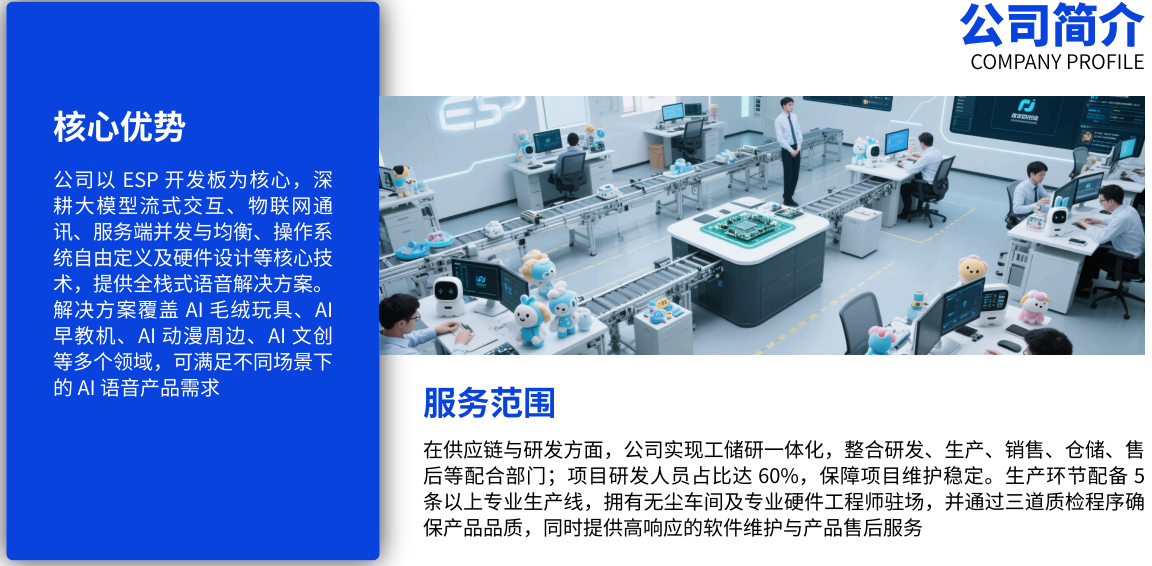 公司简介
COMPANY PROFILE
核心优势
公司以 ESP 开发板为核心，深
耕大模型流式交互、物联网通
讯、服务端并发与均衡、操作系
统自由定义及硬件设计等核心技
术，提供全栈式语音解决方案。
解决方案覆盖 AI 毛绒玩具、AI
早教机、AI 动漫周边、AI 文创
等多个领域，可满足不同场景下
的 AI 语音产品需求
ESP
服务范围
在供应链与研发方面，公司实现工储研一体化，整合研发、生产、销售、仓储、售
后等配合部门；项目研发人员占比达 60%，保障项目维护稳定。生产环节配备 5
条以上专业生产线，拥有无尘车间及专业硬件工程师驻场，并通过三道质检程序确
保产品品质，同时提供高响应的软件维护与产品售后服务